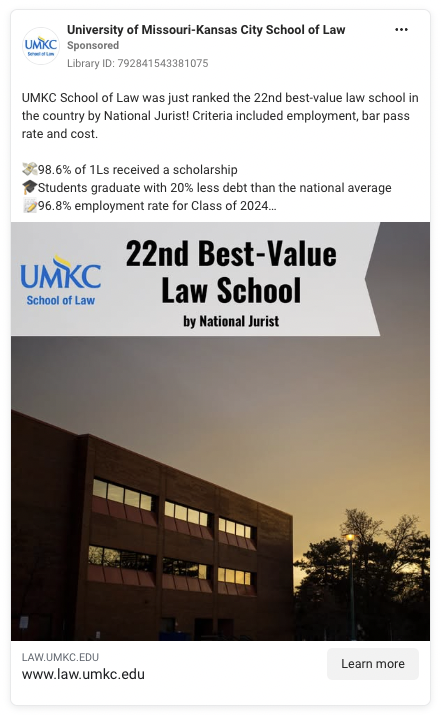 University of Missouri-Kansas City School of Law
Sponsored
Library ID: 792841543381075
UMKC School of Law was just ranked the 22nd best-value law school in
the country by National Jurist! Criteria included employment, bar pass
rate and cost.
💸98.6% of 1Ls received a scholarship
🎓Students graduate with 20% less debt than the national average
📝96.8% employment rate for Class of 2024...
UMKC
School of Law
22nd Best-Value
Law School
by National Jurist
LAW.UMKC.EDU
www.law.umkc.edu
Learn more